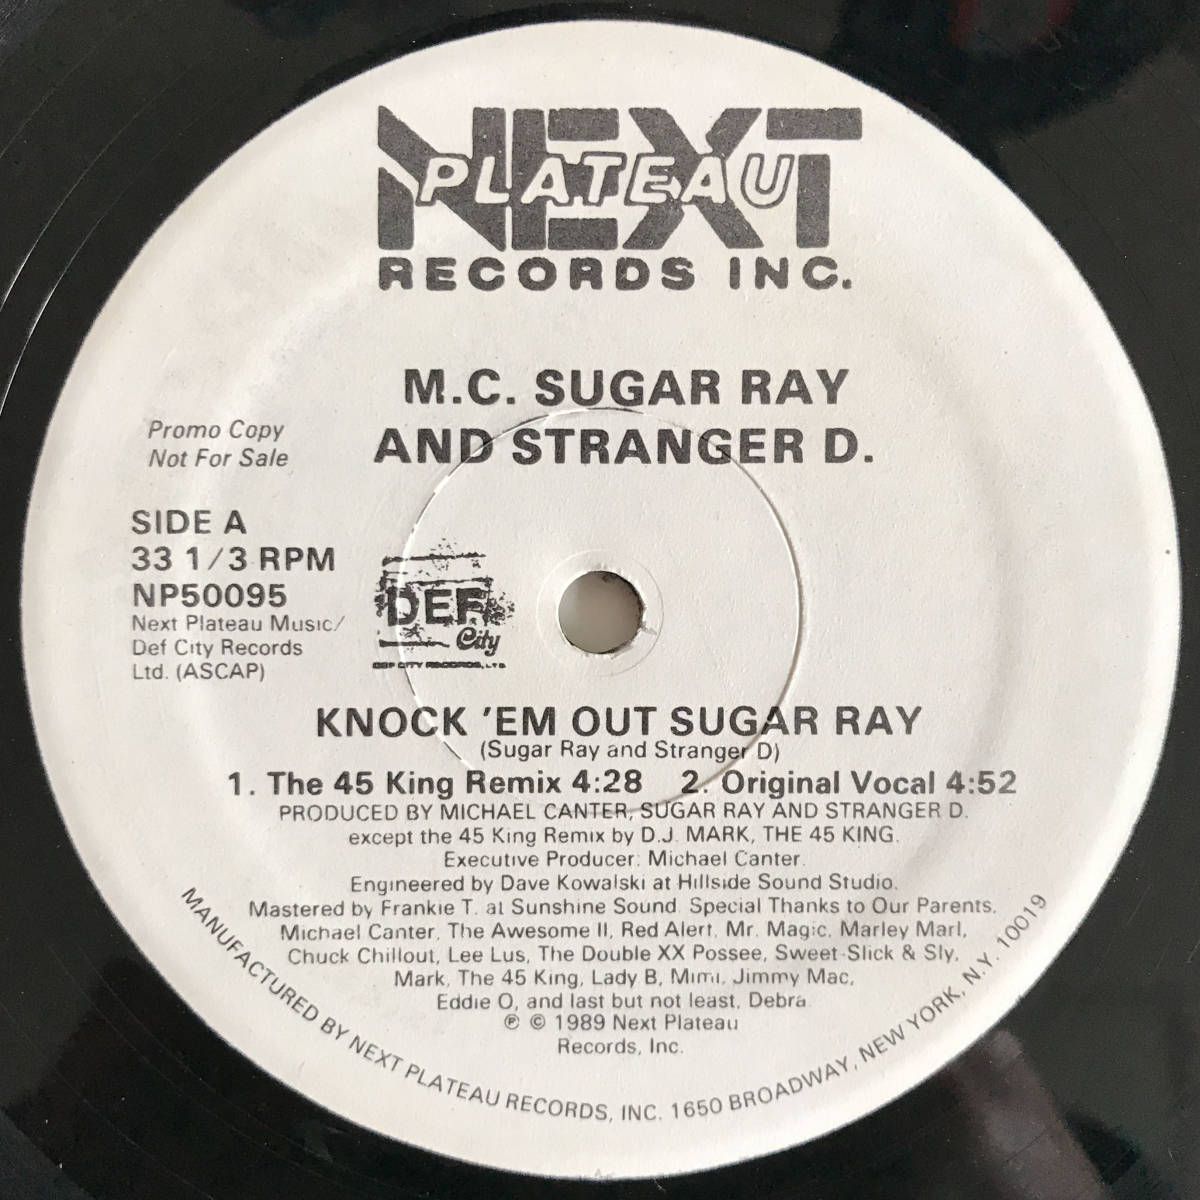 NEXT
PLATEAU
RECORDS INC.
M.C. SUGAR RAY
AND STRANGER D.
Promo Copy
Not For Sale
SIDE A
33 1/3 RPM
NP50095
Next Plateau Music/
Def City Records
Ltd. (ASCAP)
DEF
City
DEF CITY RECORDS, LTD.
KNOCK 'EM OUT SUGAR RAY
(Sugar Ray and Stranger D)
1. The 45 King Remix 4:28 2. Original Vocal 4:52
PRODUCED BY MICHAEL CANTER, SUGAR RAY AND STRANGER D.
except the 45 King Remix by D.J. MARK, THE 45 KING.
Executive Producer: Michael Canter.
Engineered by Dave Kowalski at Hillside Sound Studio.
Mastered by Frankie T. at Sunshine Sound. Special Thanks to Our Parents,
Michael Canter, The Awesome II, Red Alert, Mr. Magic, Marley Marl,
Chuck Chillout, Lee Lus, The Double XX Possee, Sweet-Slick & Sly,
Mark, The 45 King, Lady B, Mimi, Jimmy Mac,
Eddie O, and last but not least, Debra.
℗ © 1989 Next Plateau
Records, Inc.
MANUFACTURED BY NEXT PLATEAU RECORDS, INC. 1650 BROADWAY, NEW YORK, N.Y. 10019